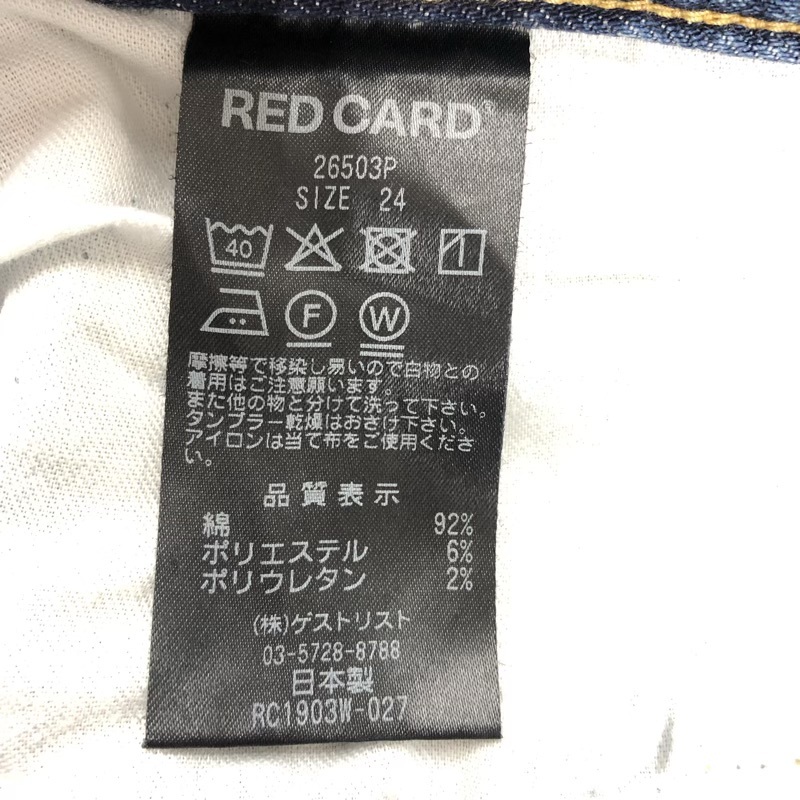 RED CARD®
26503P
SIZE 24
40
F W
摩擦等で移染し易いので白物との
着用はご注意願います。
また他の物と分けて洗って下さい。
タンブラー乾燥はおさけ下さい。
アイロンは当て布をご使用くださ
い。
品質表示
綿 92%
ポリエステル 6%
ポリウレタン 2%
(株)ゲストリスト
03-5728-8788
日本製
RC1903W-027